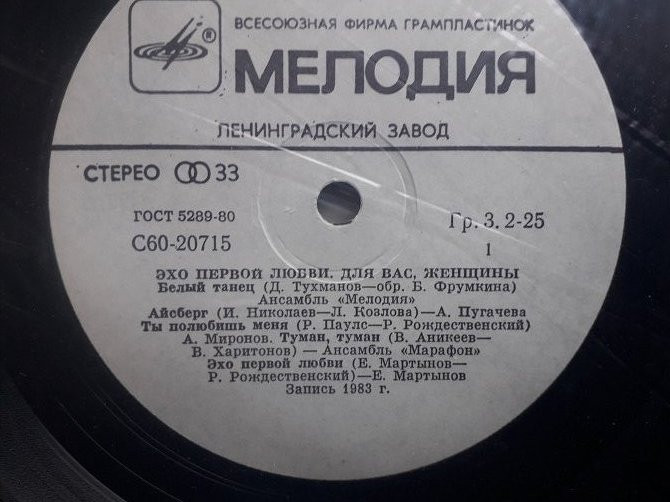 ВСЕСОЮЗНАЯ ФИРМА ГРАМПЛАСТИНОК
®
МЕЛОДИЯ
ЛЕНИНГРАДСКИЙ ЗАВОД
СТЕРЕО 33
ГОСТ 5289-80
Гр. 3. 2-25
С60-20715
1
ЭХО ПЕРВОЙ ЛЮБВИ. ДЛЯ ВАС, ЖЕНЩИНЫ
Белый танец (Д. Тухманов—обр. Б. Фрумкина)
Ансамбль «Мелодия»
Айсберг (И. Николаев—Л. Козлова)—А. Пугачева
Ты полюбишь меня (Р. Паулс—Р. Рождественский)
А. Миронов. Туман, туман (В. Аникеев—
В. Харитонов) — Ансамбль «Марафон»
Эхо первой любви (Е. Мартынов—
Р. Рождественский)—Е. Мартынов
Запись 1983 г.